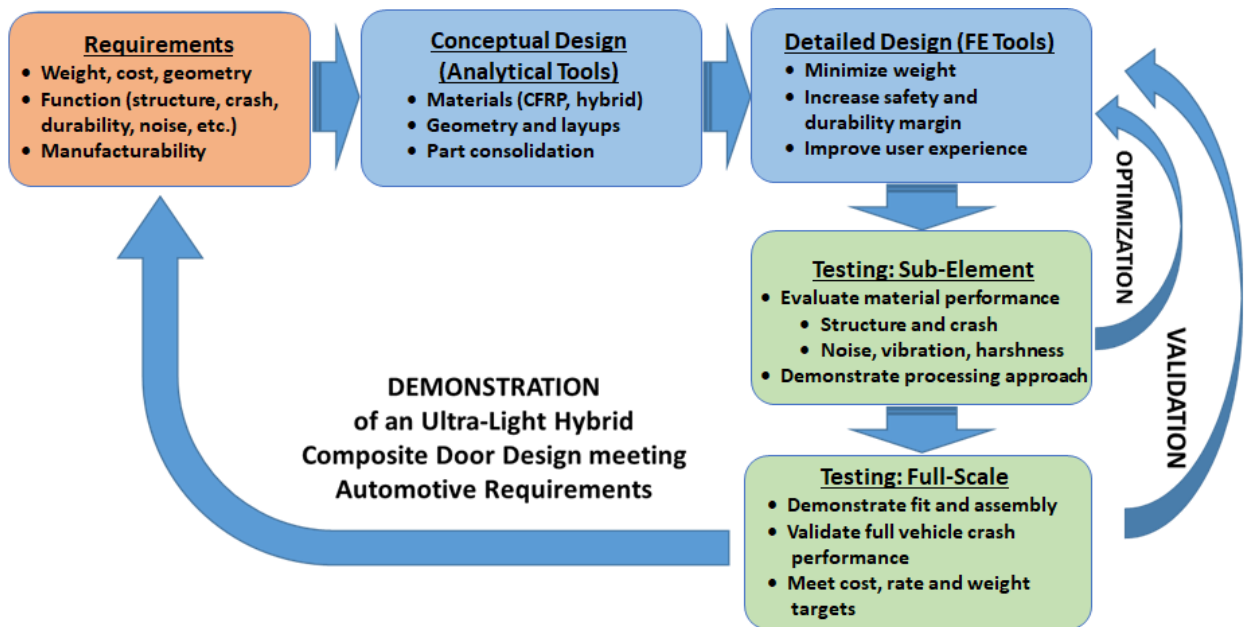 Requirements
• Weight, cost, geometry
• Function (structure, crash,
durability, noise, etc.)
• Manufacturability
Conceptual Design
(Analytical Tools)
• Materials (CFRP, hybrid)
• Geometry and layups
• Part consolidation
Detailed Design (FE Tools)
• Minimize weight
• Increase safety and
durability margin
• Improve user experience
OPTIMIZATION
VALIDATION
Testing: Sub-Element
• Evaluate material performance
• Structure and crash
• Noise, vibration, harshness
• Demonstrate processing approach
DEMONSTRATION
of an Ultra-Light Hybrid
Composite Door Design meeting
Automotive Requirements
Testing: Full-Scale
• Demonstrate fit and assembly
• Validate full vehicle crash
performance
• Meet cost, rate and weight
targets